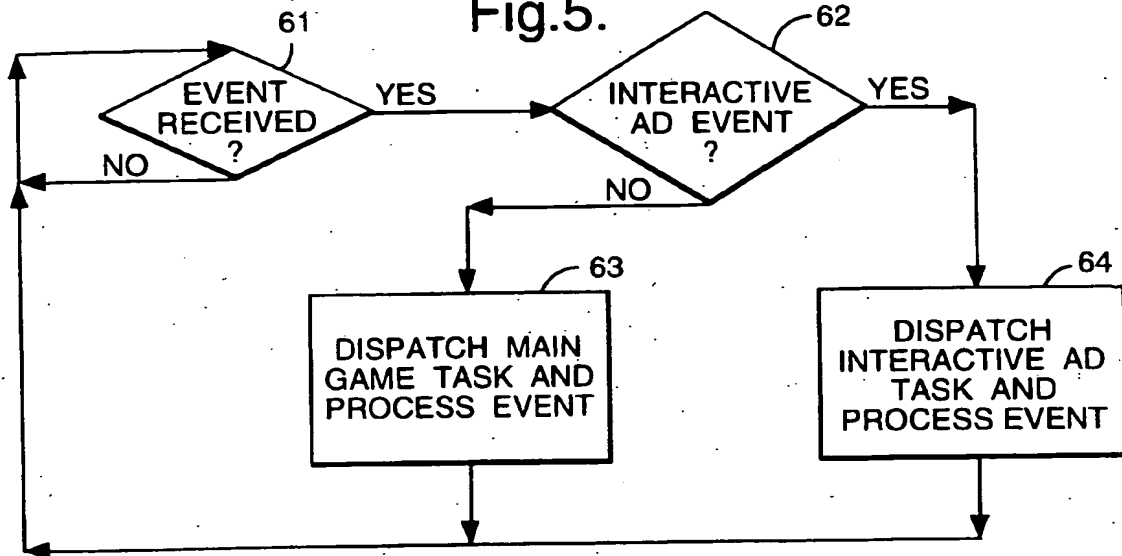 Fig.5.
61
62
EVENT
RECEIVED
?
YES
INTERACTIVE
AD EVENT
?
YES
NO
NO
63
64
DISPATCH MAIN
GAME TASK AND
PROCESS EVENT
DISPATCH
INTERACTIVE AD
TASK AND
PROCESS EVENT